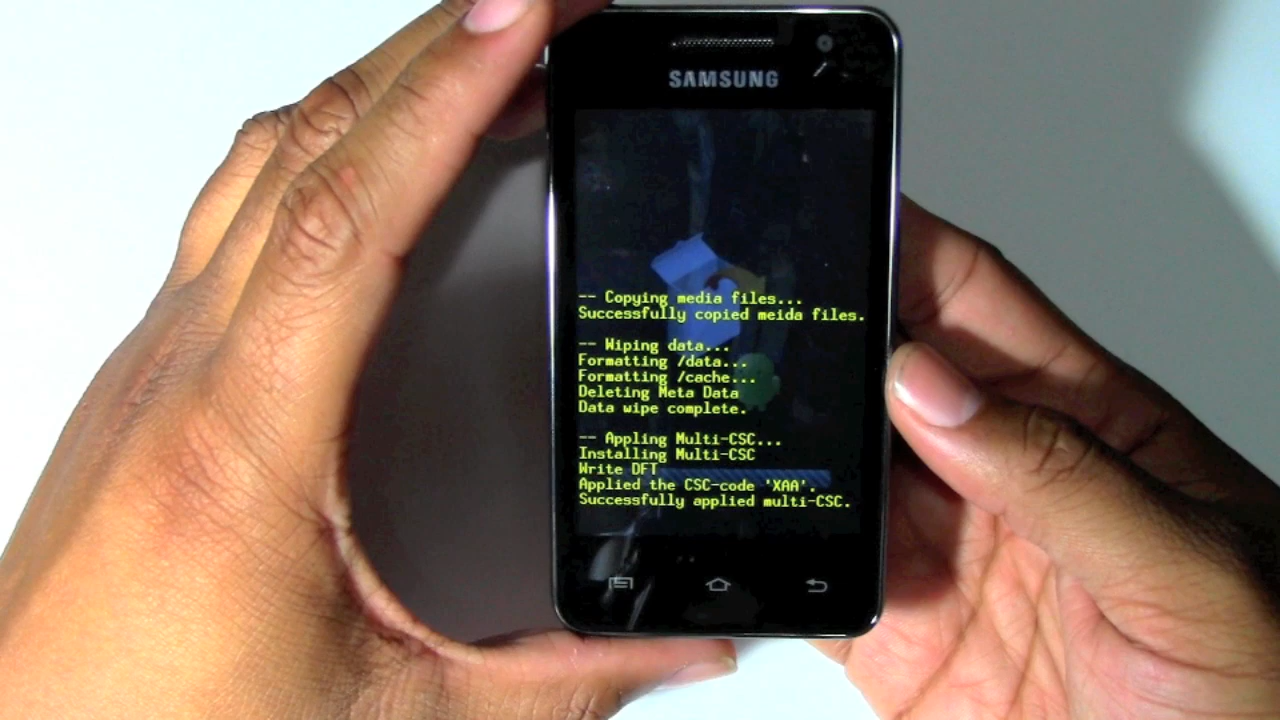 SAMSUNG
-- Copying media files...
Successfully copied meida files.
-- Wiping data...
Formatting /data...
Formatting /cache...
Deleting Meta Data
Data wipe complete.
-- Appling Multi-CSC...
Installing Multi-CSC
Write DFT
Applied the CSC-code 'XAA'.
Successfully applied multi-CSC.